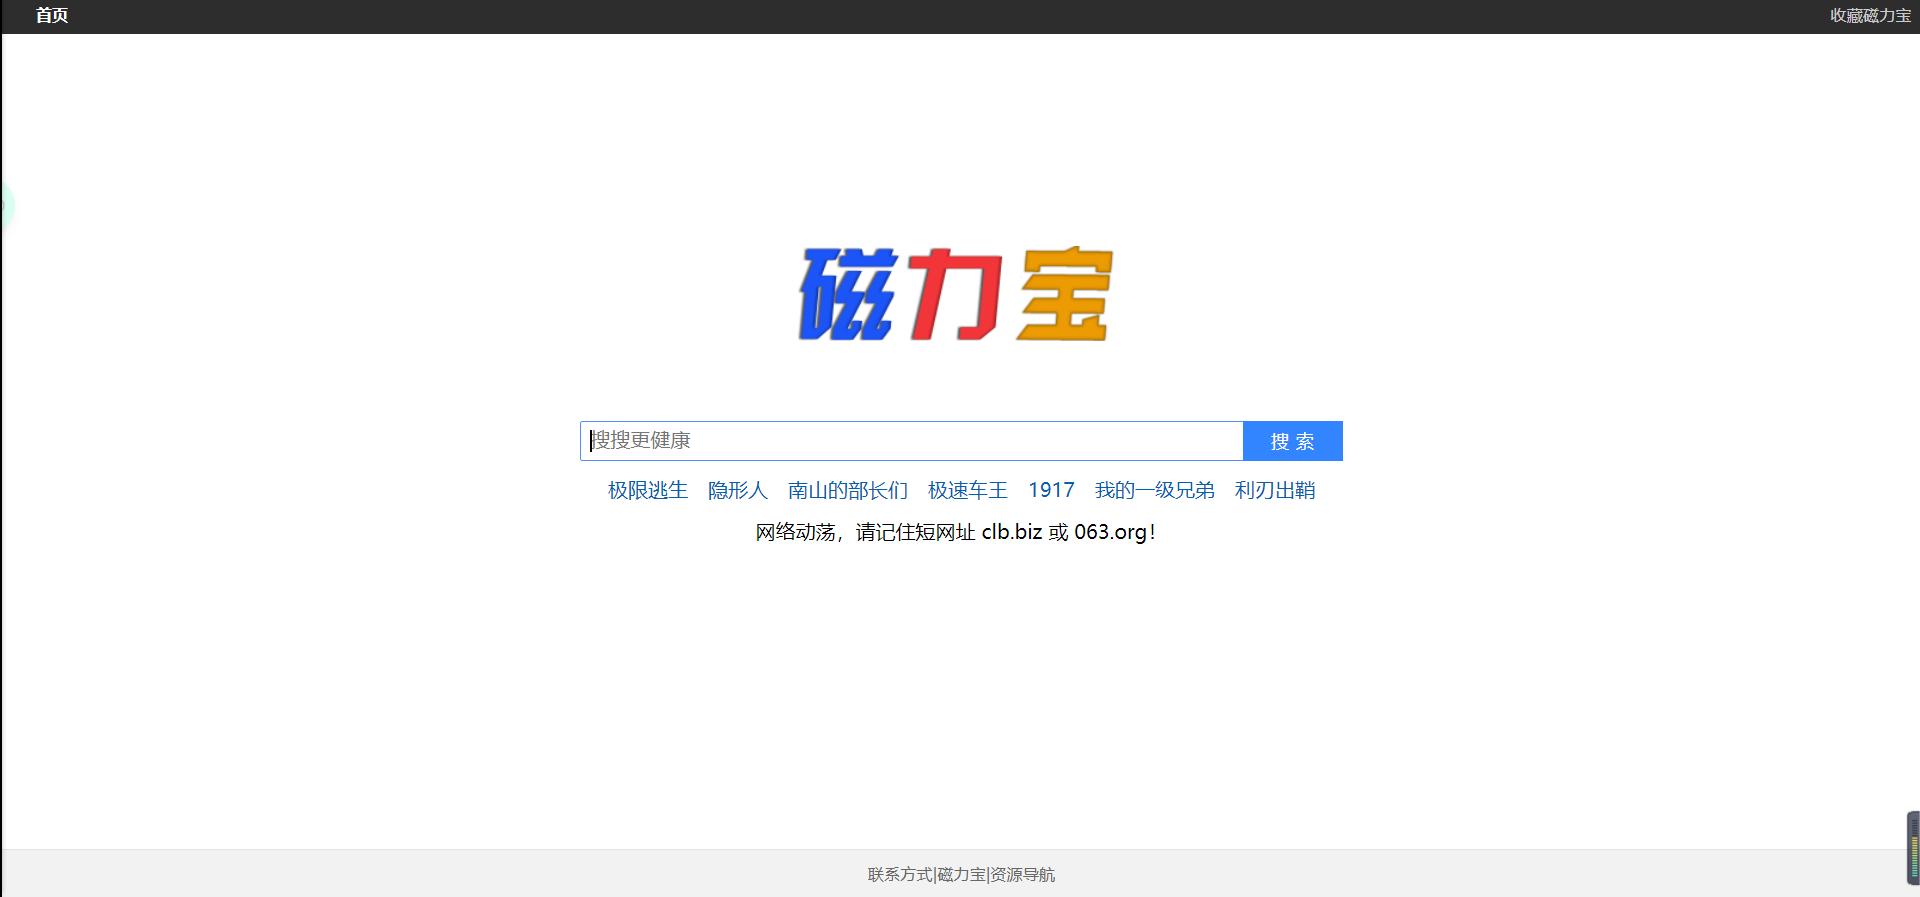 首页 收藏磁力宝
磁力宝
搜搜更健康 搜 索
极限逃生 隐形人 南山的部长们 极速车王 1917 我的一级兄弟 利刃出鞘
网络动荡，请记住短网址 clb.biz 或 063.org！
联系方式|磁力宝|资源导航